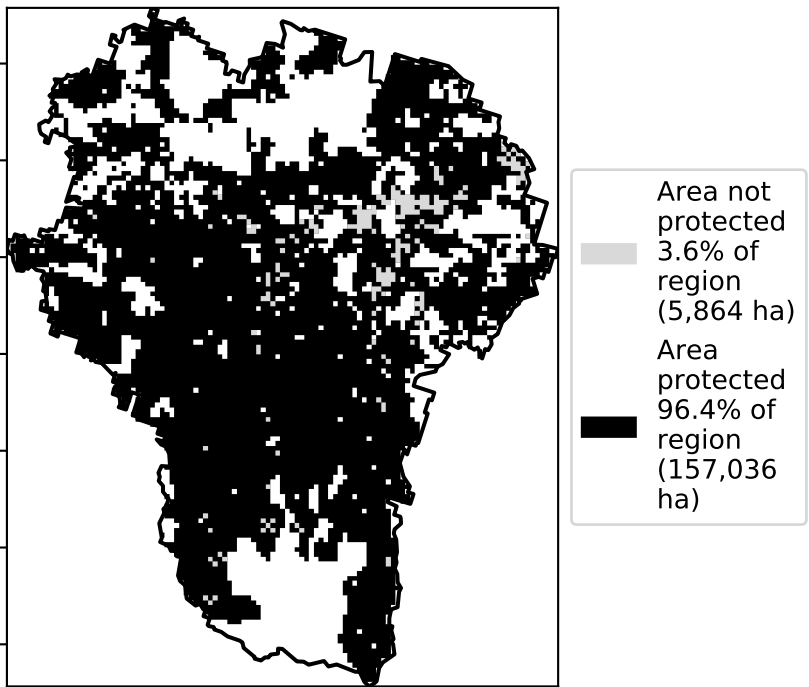 Area not
protected
3.6% of
region
(5,864 ha)
Area
protected
96.4% of
region
(157,036
ha)